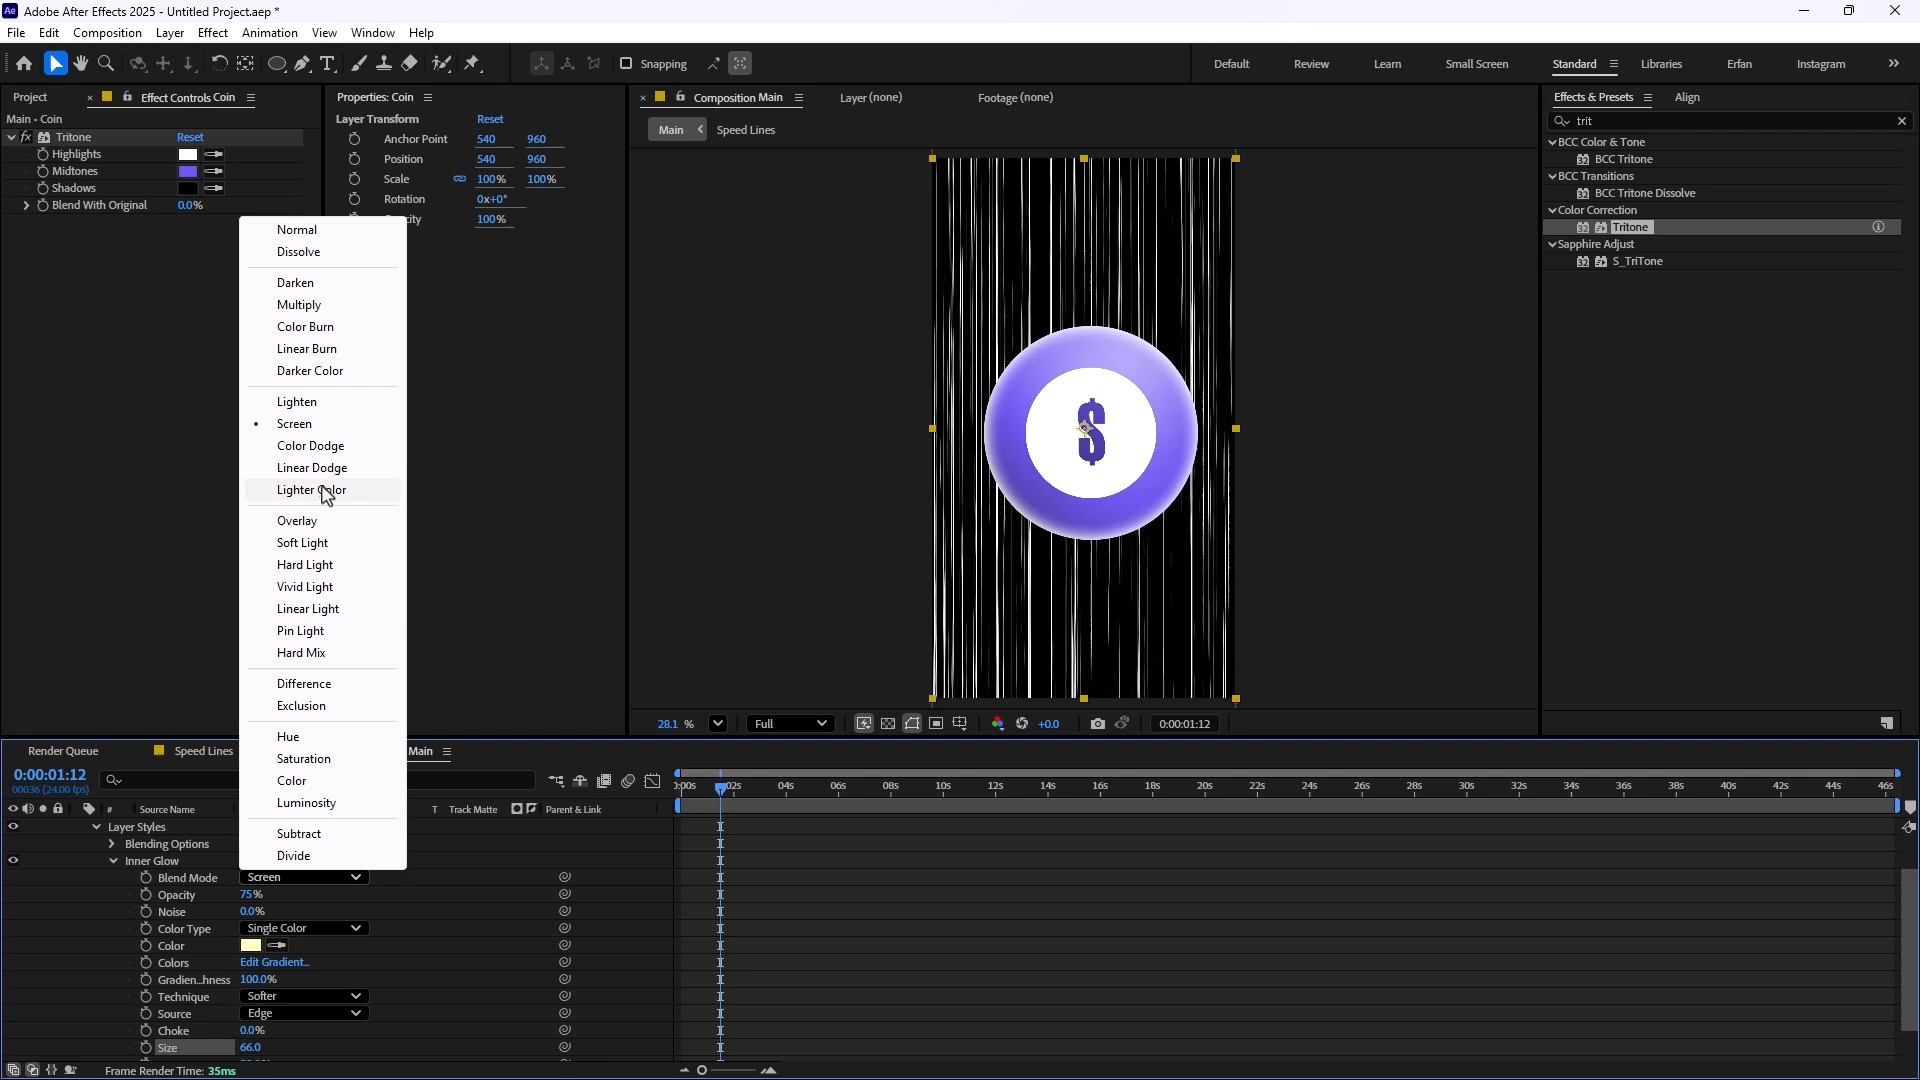 Ae Adobe After Effects 2025 - Untitled Project.aep *
File Edit Composition Layer Effect Animation View Window Help
Snapping
Default Review Learn Small Screen Standard Libraries Erfan Instagram
Project Effect Controls Coin
Main - Coin
fx Tritone Reset
Highlights
Midtones
Shadows
Blend With Original 0.0%
Properties: Coin
Layer Transform Reset
Anchor Point 540 960
Position 540 960
Scale 100% 100%
Rotation 0x+0°
100%
Composition Main Layer (none) Footage (none)
Main Speed Lines
$
28.1 % Full +0.0 0:00:01:12
Effects & Presets Align
trit
BCC Color & Tone
BCC Tritone
BCC Transitions
BCC Tritone Dissolve
Color Correction
Tritone
Sapphire Adjust
S_TriTone
Normal
Dissolve
Darken
Multiply
Color Burn
Linear Burn
Darker Color
Lighten
Screen
Color Dodge
Linear Dodge
Lighter Color
Overlay
Soft Light
Hard Light
Vivid Light
Linear Light
Pin Light
Hard Mix
Difference
Exclusion
Hue
Saturation
Color
Luminosity
Subtract
Divide
Render Queue Speed Lines Main
0:00:01:12
00036 (24.00 fps)
# Source Name T Track Matte Parent & Link
02s 04s 06s 08s 10s 12s 14s 16s 18s 20s 22s 24s 26s 28s 30s 32s 34s 36s 38s 40s 42s 44s 46s
Layer Styles
Blending Options
Inner Glow
Blend Mode Screen
Opacity 75%
Noise 0.0%
Color Type Single Color
Color
Colors Edit Gradient...
Gradien...hness 100.0%
Technique Softer
Source Edge
Choke 0.0%
Size 66.0
Frame Render Time: 35ms